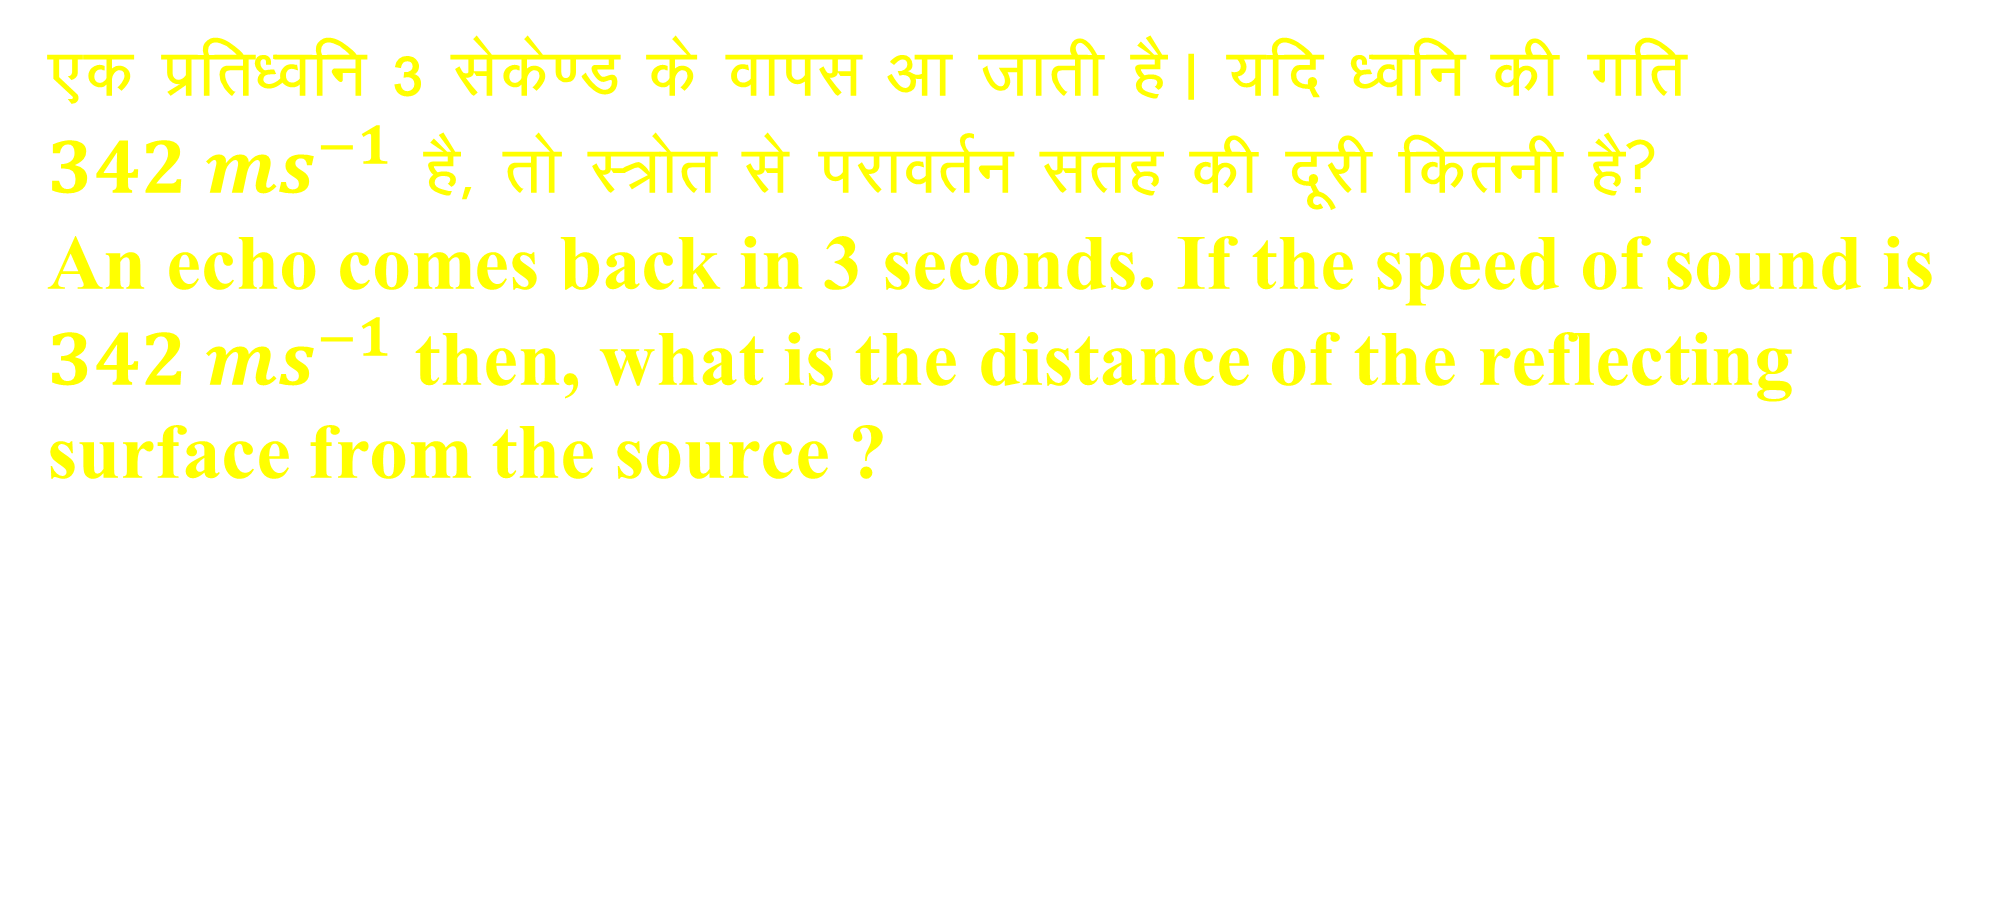 एक प्रतिध्वनि 3 सेकेण्ड के वापस आ जाती है। यदि ध्वनि की गति
342 ms⁻¹ है, तो स्त्रोत से परावर्तन सतह की दूरी कितनी है?
An echo comes back in 3 seconds. If the speed of sound is
342 ms⁻¹ then, what is the distance of the reflecting
surface from the source ?